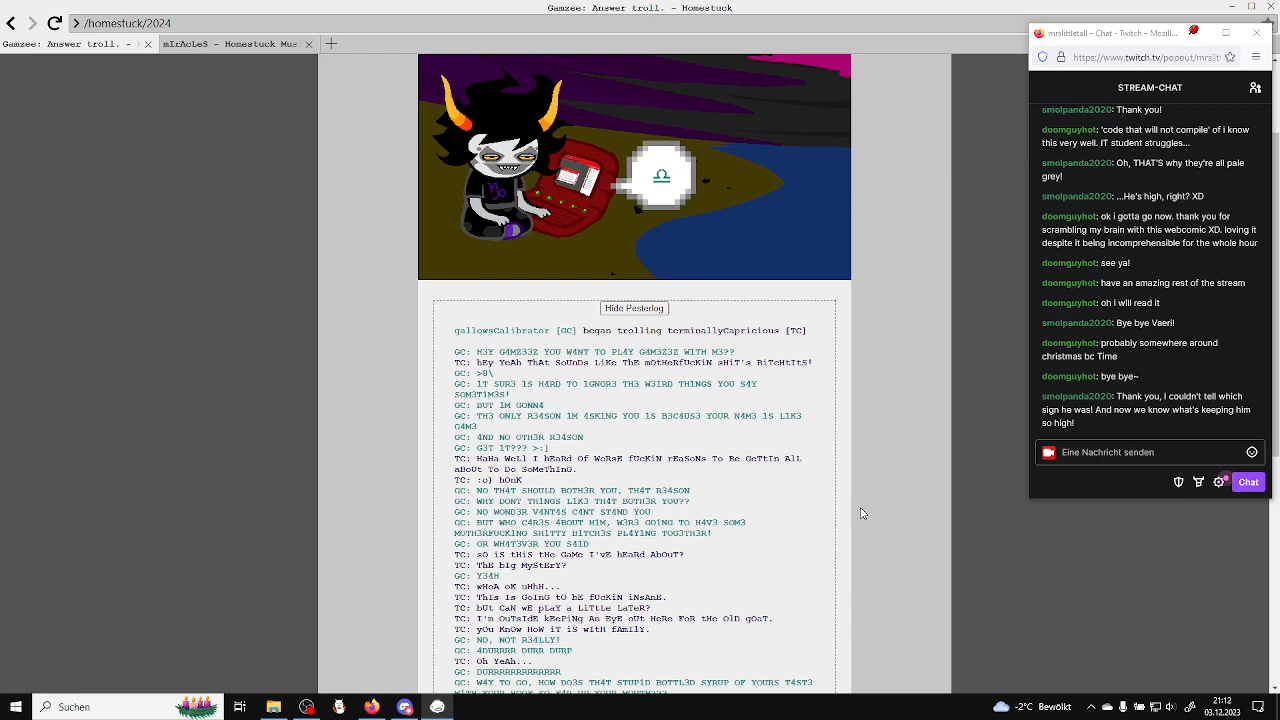 Gamzee: Answer troll. - Homestuck
/homestuck/2024
Gamzee: Answer troll. -
mIrAcLeS - Homestuck Mus
mrslittletall – Chat - Twitch – Mozill...
https://www.twitch.tv/popout/mrslit
STREAM-CHAT
smolpanda2020: Thank you!
doomguyhot: 'code that will not compile' of i know
this very well. IT student struggles...
smolpanda2020: Oh, THAT'S why they're all pale
grey!
smolpanda2020: ...He's high, right? XD
doomguyhot: ok i gotta go now. thank you for
scrambling my brain with this webcomic XD. loving it
despite it being incomprehensible for the whole hour
doomguyhot: see ya!
doomguyhot: have an amazing rest of the stream
doomguyhot: oh i will read it
smolpanda2020: Bye bye Vaeri!
doomguyhot: probably somewhere around
christmas bc Time
doomguyhot: bye bye~
smolpanda2020: Thank you, I couldn't tell which
sign he was! And now we know what's keeping him
so high!
Eine Nachricht senden
Chat
♎
Hide Pesterlog
gallowsCalibrator [GC] began trolling terminallyCapricious [TC]
GC: H3Y G4MZ33Z YOU W4NT TO PL4Y G4M3Z3Z W1TH M3??
TC: hEy YeAh ThAt SoUnDs LiKe ThE mOtHeRfUcKiN sHiT's BiTcHtItS!
GC: >8\
GC: 1T SUR3 1S H4RD TO 1GNOR3 TH3 W31RD TH1NGS YOU S4Y
SOM3T1M3S!
GC: BUT 1M GONN4
GC: TH3 ONLY R34SON 1M 4SK1NG YOU 1S B3C4US3 YOUR N4M3 1S L1K3
G4M3
GC: 4ND NO OTH3R R34SON
GC: G3T 1T??? >:]
TC: HaHa WeLl I hEaRd Of WoRsE fUcKiN rEaSoNs To Be GeTtIn AlL
aBoUt To Do SoMeThInG.
TC: :o) hOnK
GC: NO TH4T SHOULD BOTH3R YOU, TH4T R34SON
GC: WHY DONT TH1NGS L1K3 TH4T BOTH3R YOU??
GC: NO WOND3R V4NT4S C4NT ST4ND YOU
GC: BUT WHO C4R3S 4BOUT H1M, W3R3 GO1NG TO H4V3 SOM3
MOTH3RFUCK1NG SH1TTY B1TCH3S PL4Y1NG TOG3TH3R!
GC: OR WH4T3V3R YOU S41D
TC: sO iS tHiS tHe GaMe I'vE hEaRd AbOuT?
TC: ThE bIg MyStErY?
GC: Y34H
TC: wHoA oK uHhH...
TC: ThIs Is GoInG tO bE fUcKiN iNsAnE.
TC: bUt CaN wE pLaY a LiTtLe LaTeR?
TC: I'm OuTsIdE kEePiNg An EyE oUt HeRe FoR tHe OlD gOaT.
TC: yOu KnOw HoW iT iS wItH fAmIlY.
GC: NO, NOT R34LLY!
GC: 4DURRR DURR DURP
TC: Oh YeAh...
GC: DURRRRRRRRRRRR
GC: W4Y TO GO, HOW DO3S TH4T STUP1D BOTTL3D SYRUP OF YOURS T4ST3
W1TH YOUR HOOF SO F4R UP YOUR MOUTH???
Suchen
-2°C Bewölkt
21:12
03.12.2023